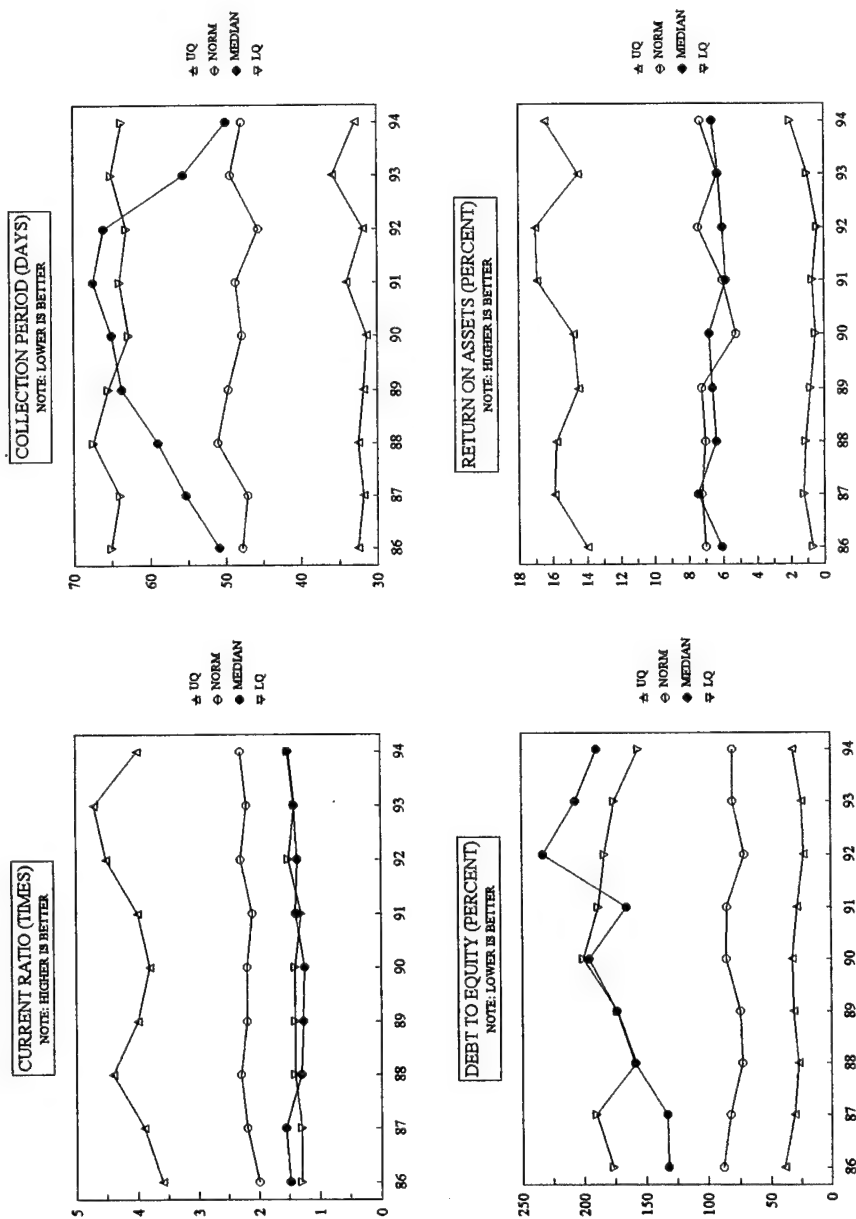 CURRENT RATIO (TIMES)
NOTE: HIGHER IS BETTER
5
4
3
2
1
0
86 87 88 89 90 91 92 93 94
UQ
NORM
MEDIAN
LQ
COLLECTION PERIOD (DAYS)
NOTE: LOWER IS BETTER
70
60
50
40
30
86 87 88 89 90 91 92 93 94
UQ
NORM
MEDIAN
LQ
DEBT TO EQUITY (PERCENT)
NOTE: LOWER IS BETTER
250
200
150
100
50
0
86 87 88 89 90 91 92 93 94
UQ
NORM
MEDIAN
LQ
RETURN ON ASSETS (PERCENT)
NOTE: HIGHER IS BETTER
18
16
14
12
10
8
6
4
2
0
86 87 88 89 90 91 92 93 94
UQ
NORM
MEDIAN
LQ